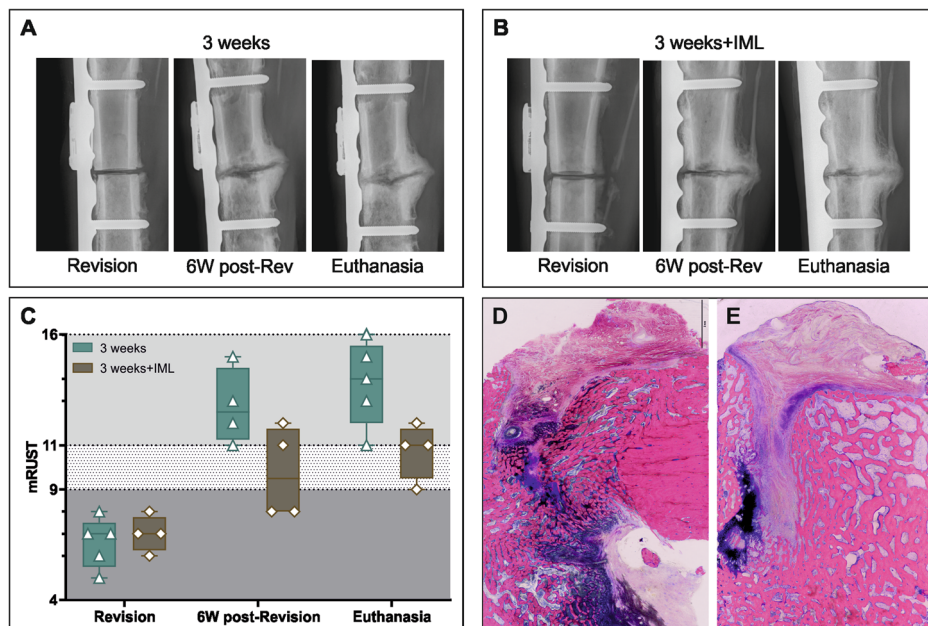 A
3 weeks
Revision
6W post-Rev
Euthanasia
B
3 weeks+IML
Revision
6W post-Rev
Euthanasia
C
16
3 weeks
3 weeks+IML
11
9
4
mRUST
Revision
6W post-Revision
Euthanasia
D
E